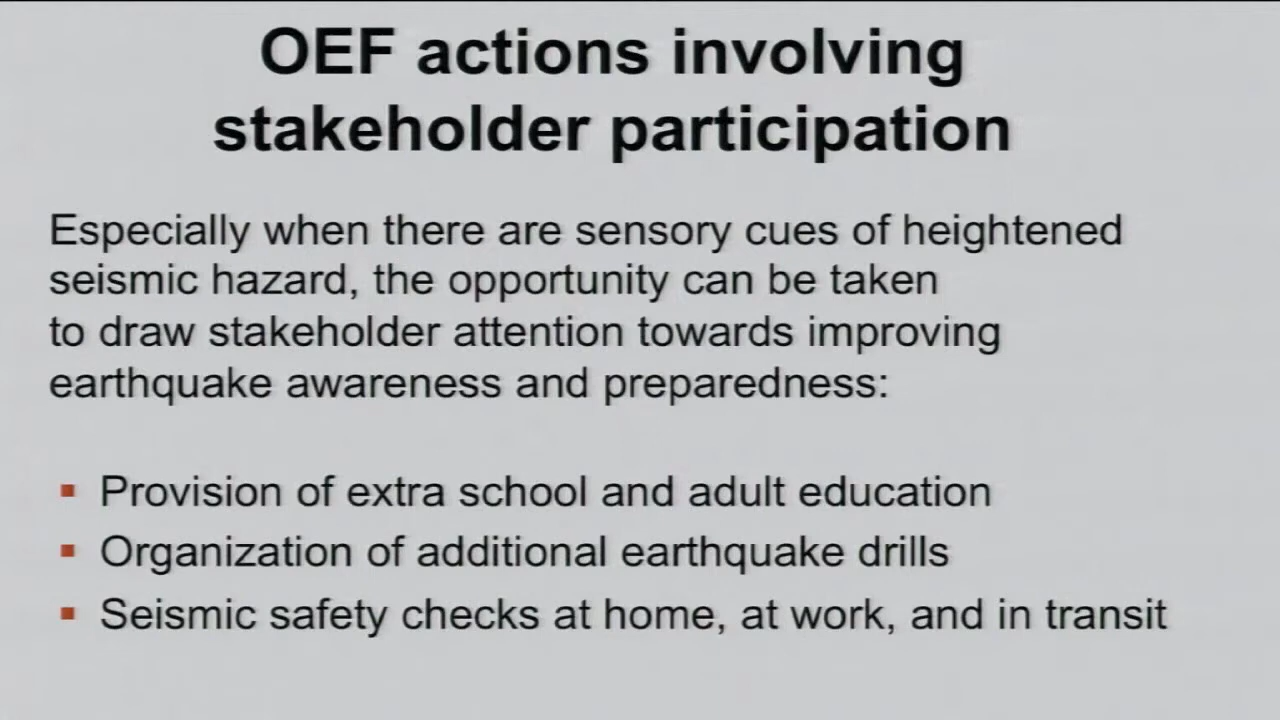 OEF actions involving
stakeholder participation
Especially when there are sensory cues of heightened
seismic hazard, the opportunity can be taken
to draw stakeholder attention towards improving
earthquake awareness and preparedness:
▪ Provision of extra school and adult education
▪ Organization of additional earthquake drills
▪ Seismic safety checks at home, at work, and in transit